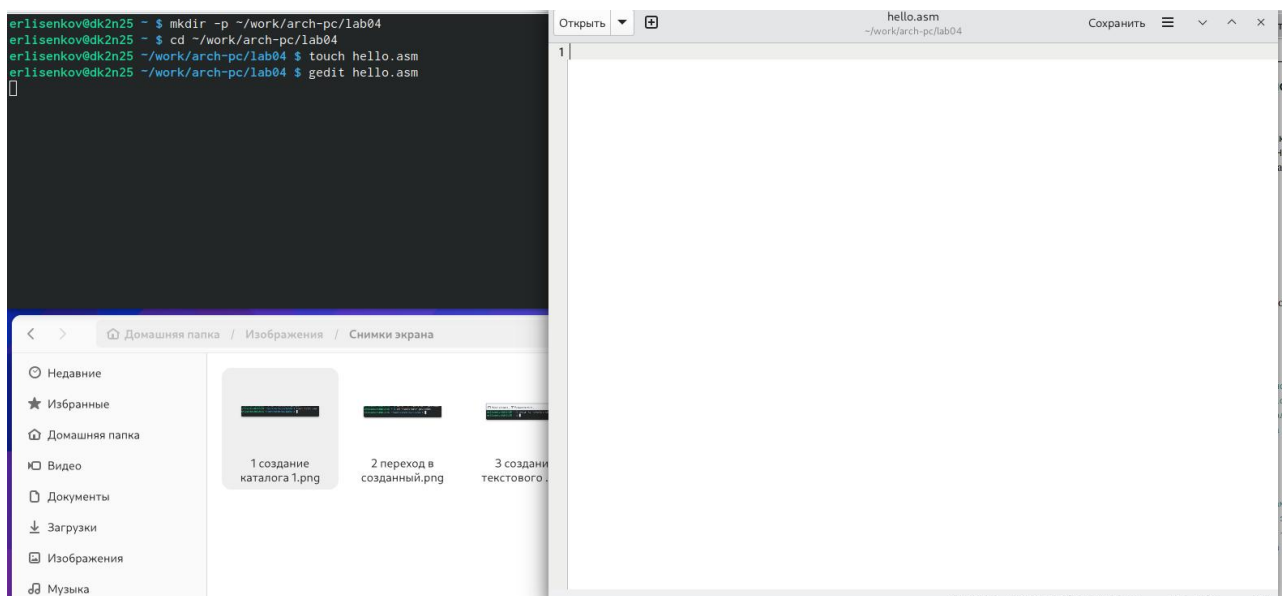 erlisenkov@dk2n25 ~ $ mkdir -p ~/work/arch-pc/lab04
erlisenkov@dk2n25 ~ $ cd ~/work/arch-pc/lab04
erlisenkov@dk2n25 ~/work/arch-pc/lab04 $ touch hello.asm
erlisenkov@dk2n25 ~/work/arch-pc/lab04 $ gedit hello.asm
Открыть
hello.asm
~/work/arch-pc/lab04
Сохранить
1
Домашняя папка / Изображения / Снимки экрана
Недавние
Избранные
Домашняя папка
Видео
Документы
Загрузки
Изображения
Музыка
1 создание
каталога 1.png
2 переход в
созданный.png
3 создани
текстового .